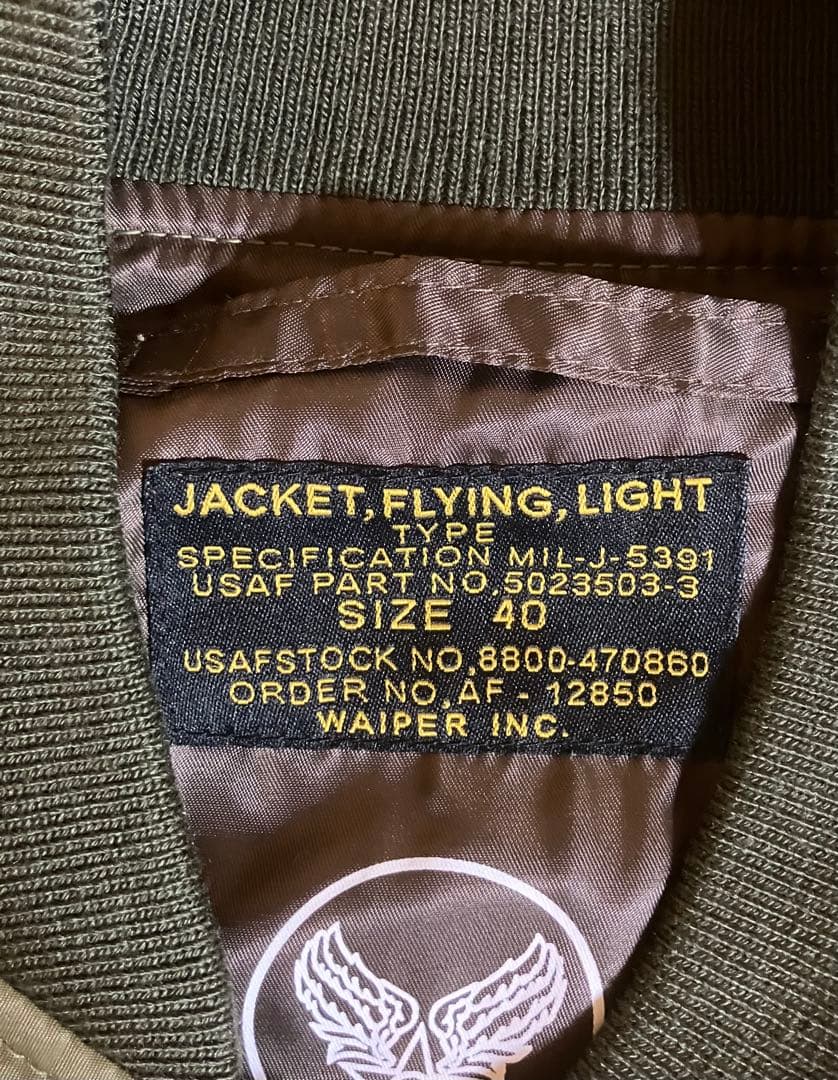 JACKET, FLYING, LIGHT
TYPE
SPECIFICATION MIL-J-5391
USAF PART NO. 5023503-3
SIZE 40
USAFSTOCK NO. 8800-470860
ORDER NO. AF - 12850
WAIPER INC.